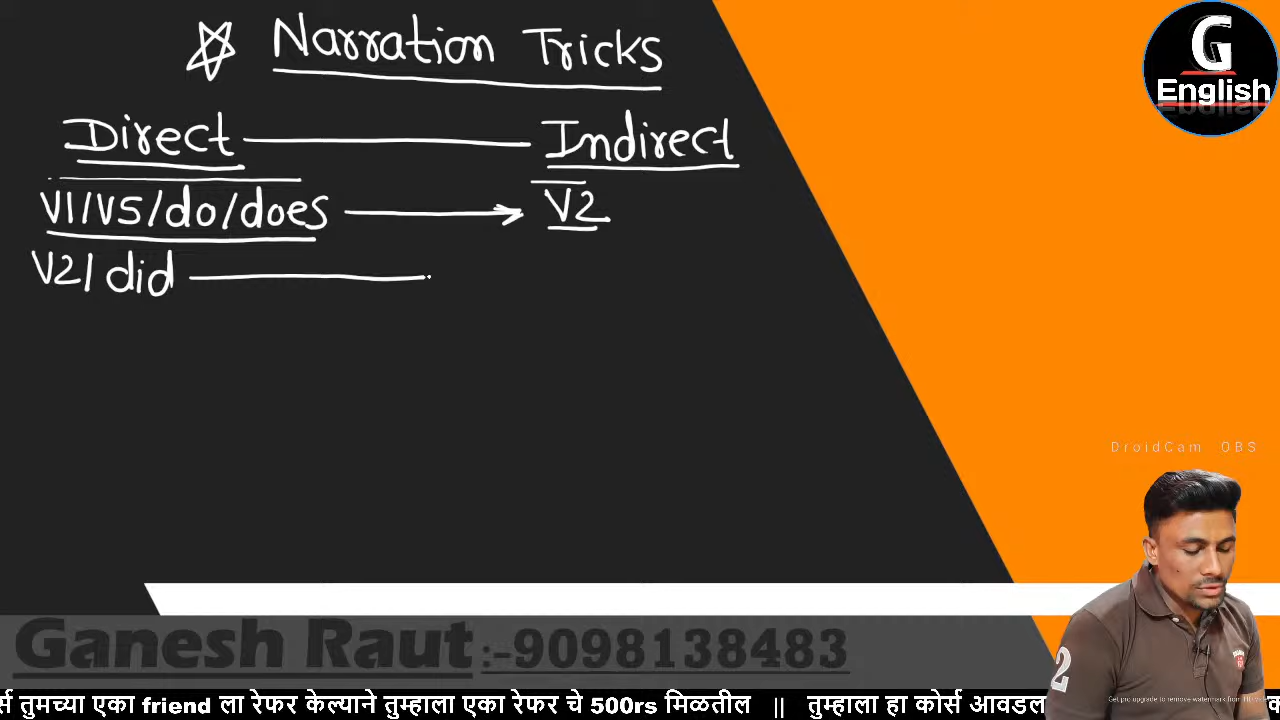 Narration Tricks
Direct Indirect
V1/V5/do/does → V2
V2/did
G
English
DroidCam OBS
2
Ganesh Raut :-9098138483
तुमच्या एका friend ला रेफर केल्याने तुम्हाला एका रेफर चे 500rs मिळतील || तुम्हाला हा कोर्स आवडल